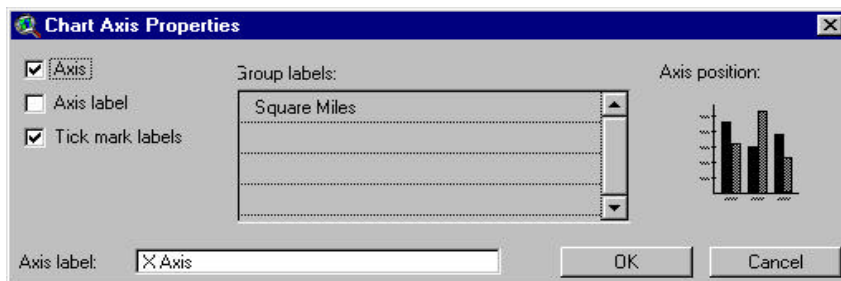 Chart Axis Properties
Axis
Axis label
Tick mark labels
Group labels:
Square Miles
Axis position:
Axis label:
X Axis
OK
Cancel